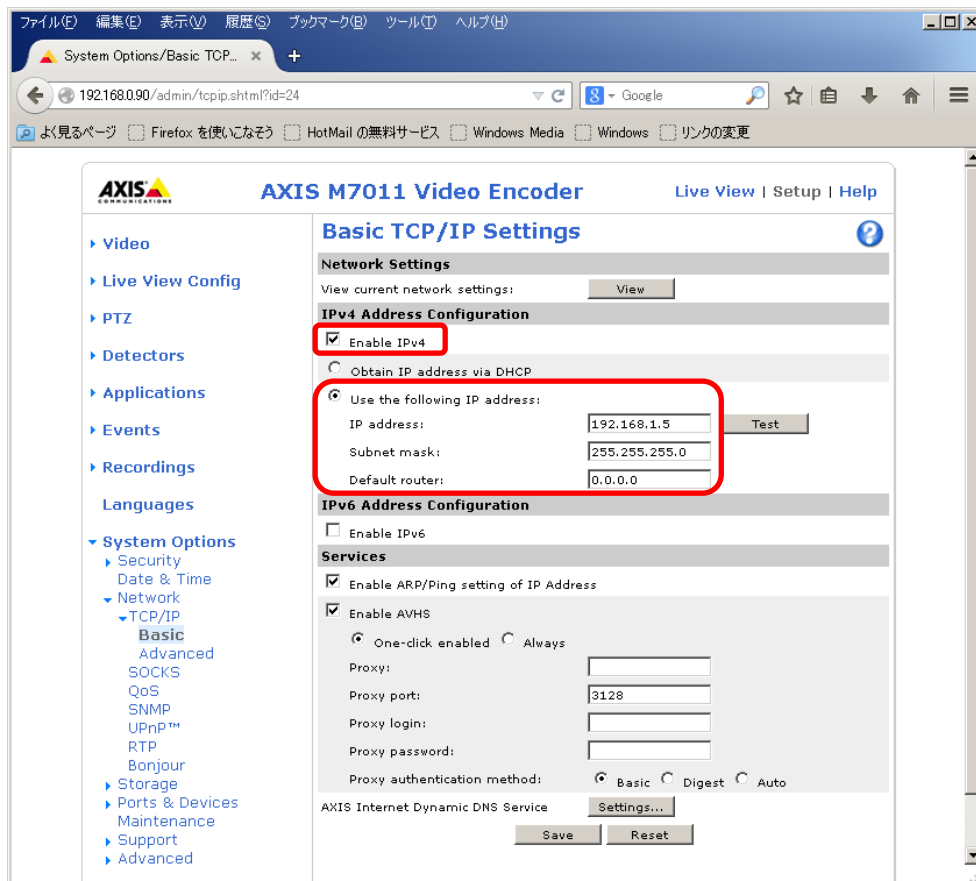 ファイル(F) 編集(E) 表示(V) 履歴(S) ブックマーク(B) ツール(T) ヘルプ(H)
System Options/Basic TCP...
192.168.0.90/admin/tcpip.shtml?id=24
Google
よく見るページ Firefox を使いこなそう HotMail の無料サービス Windows Media Windows リンクの変更
AXIS
COMMUNICATIONS
AXIS M7011 Video Encoder
Live View | Setup | Help
Video
Live View Config
PTZ
Detectors
Applications
Events
Recordings
Languages
System Options
Security
Date & Time
Network
TCP/IP
Basic
Advanced
SOCKS
QoS
SNMP
UPnP™
RTP
Bonjour
Storage
Ports & Devices
Maintenance
Support
Advanced
Basic TCP/IP Settings
Network Settings
View current network settings: View
IPv4 Address Configuration
Enable IPv4
Obtain IP address via DHCP
Use the following IP address:
IP address: 192.168.1.5 Test
Subnet mask: 255.255.255.0
Default router: 0.0.0.0
IPv6 Address Configuration
Enable IPv6
Services
Enable ARP/Ping setting of IP Address
Enable AVHS
One-click enabled Always
Proxy:
Proxy port: 3128
Proxy login:
Proxy password:
Proxy authentication method: Basic Digest Auto
AXIS Internet Dynamic DNS Service Settings...
Save Reset